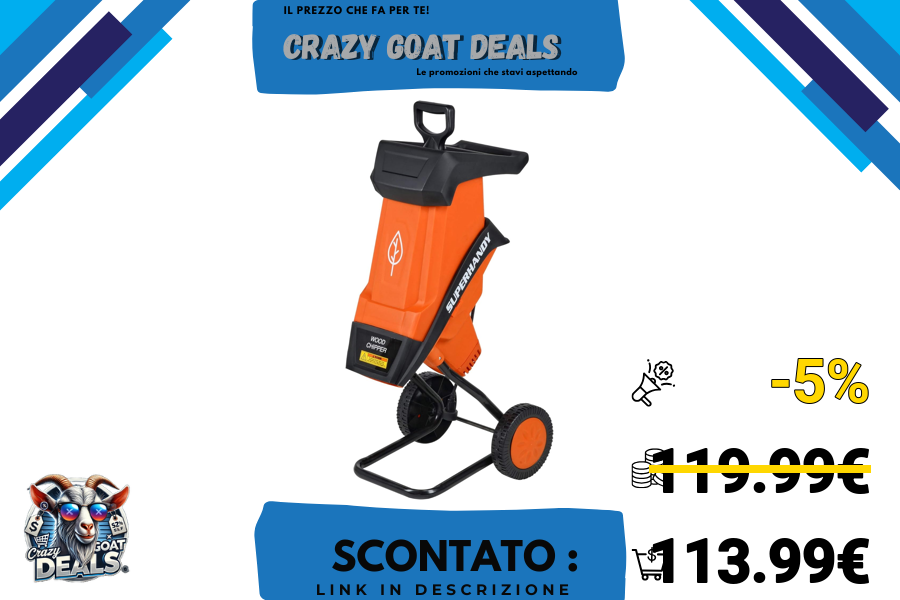 IL PREZZO CHE FA PER TE!
CRAZY GOAT DEALS
Le promozioni che stavi aspettando
SUPERHANDY
WOOD
CHIPPER
%
-5%
119.99€
$
113.99€
$
57%
Crazy
GOAT
DEALS
SCONTATO :
LINK IN DESCRIZIONE